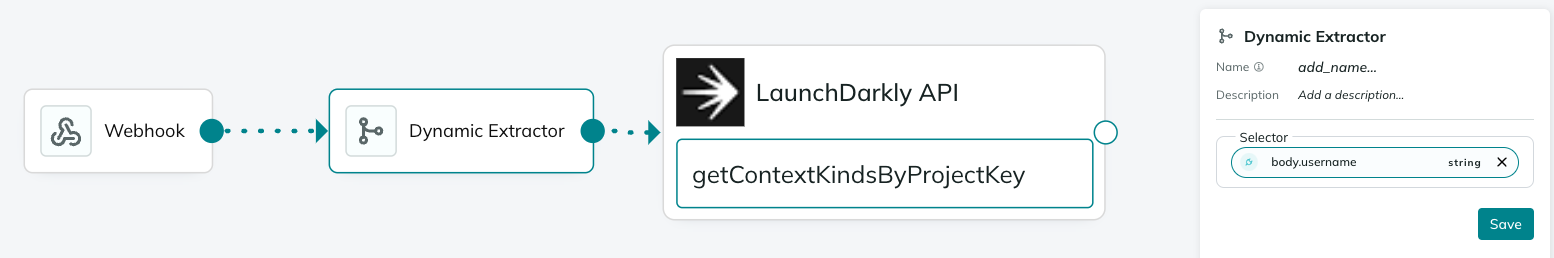 Webhook
Dynamic Extractor
LaunchDarkly API
getContextKindsByProjectKey
Dynamic Extractor
Name add_name...
Description Add a description...
Selector
body.username string
Save